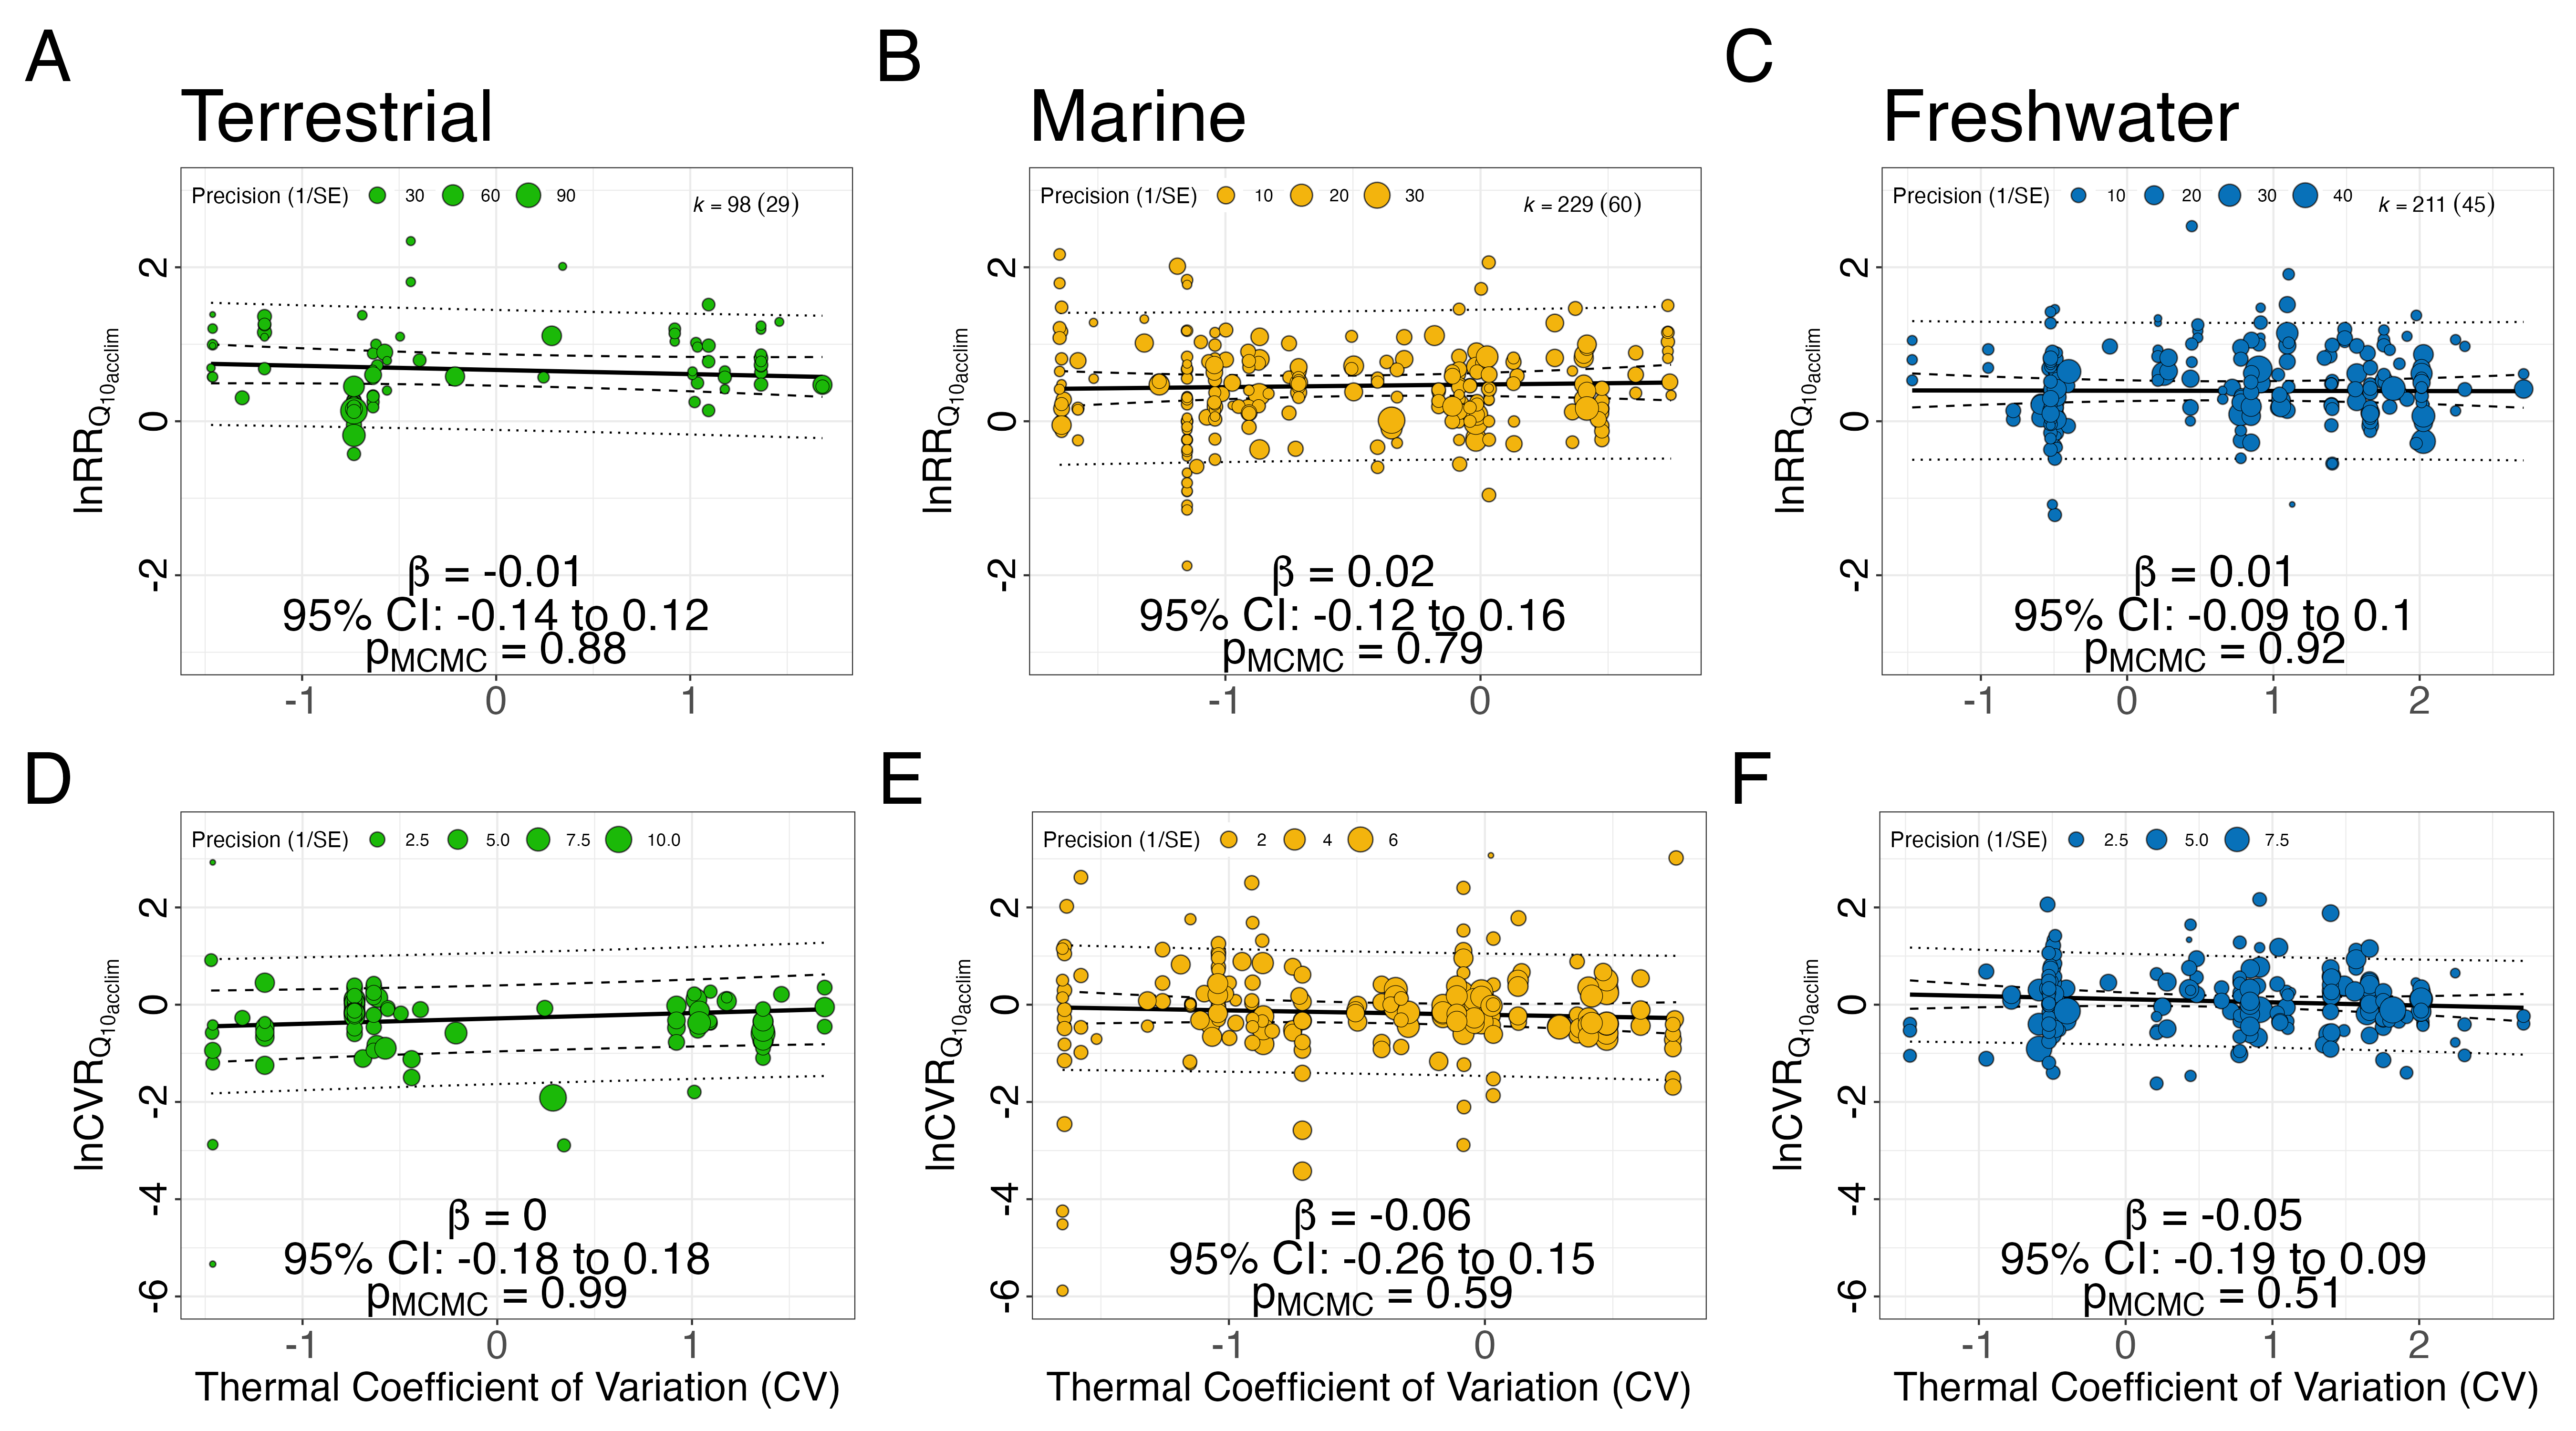 A
B
C
Terrestrial
Marine
Freshwater
Precision (1/SE) 30 60 90
k = 98 (29)
Precision (1/SE) 10 20 30
k = 229 (60)
Precision (1/SE) 10 20 30 40
k = 211 (45)
lnRRQ10acclim
2
0
-2
β = -0.01
95% CI: -0.14 to 0.12
pMCMC = 0.88
-1 0 1
lnRRQ10acclim
2
0
-2
β = 0.02
95% CI: -0.12 to 0.16
pMCMC = 0.79
-1 0
lnRRQ10acclim
2
0
-2
β = 0.01
95% CI: -0.09 to 0.1
pMCMC = 0.92
-1 0 1 2
D
E
F
Precision (1/SE) 2.5 5.0 7.5 10.0
Precision (1/SE) 2 4 6
Precision (1/SE) 2.5 5.0 7.5
lnCVRQ10acclim
2
0
-2
-4
-6
β = 0
95% CI: -0.18 to 0.18
pMCMC = 0.99
-1 0 1
Thermal Coefficient of Variation (CV)
lnCVRQ10acclim
2
0
-2
-4
-6
β = -0.06
95% CI: -0.26 to 0.15
pMCMC = 0.59
-1 0
Thermal Coefficient of Variation (CV)
lnCVRQ10acclim
2
0
-2
-4
-6
β = -0.05
95% CI: -0.19 to 0.09
pMCMC = 0.51
-1 0 1 2
Thermal Coefficient of Variation (CV)